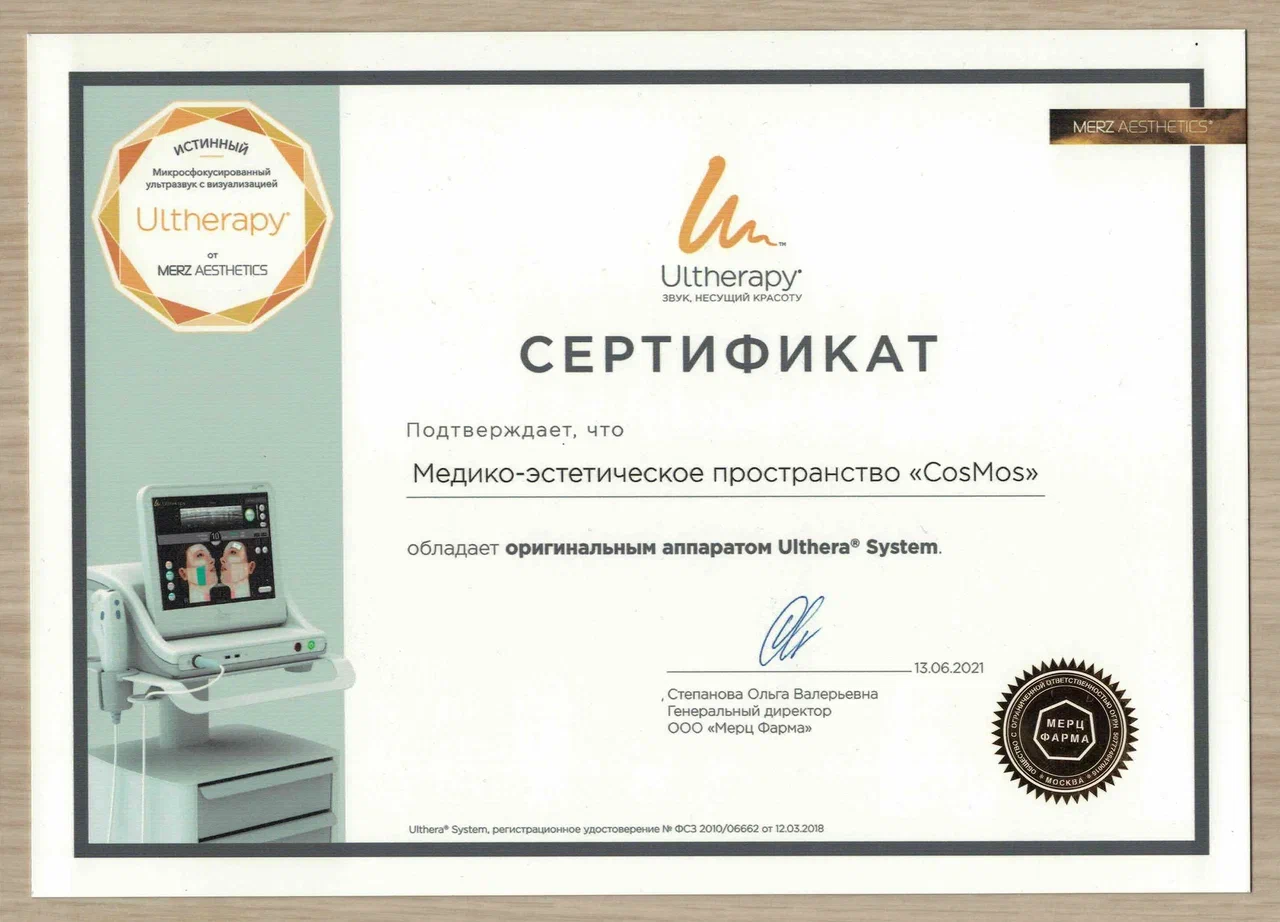 ИСТИННЫЙ
Микросфокусированный
ультразвук с визуализацией
Ultherapy®
от
MERZ AESTHETICS
MERZ AESTHETICS®
Ultherapy®
ЗВУК, НЕСУЩИЙ КРАСОТУ
СЕРТИФИКАТ
Подтверждает, что
Медико-эстетическое пространство «CosMos»
обладает оригинальным аппаратом Ulthera® System.
13.06.2021
Степанова Ольга Валерьевна
Генеральный директор
ООО «Мерц Фарма»
ОБЩЕСТВО С ОГРАНИЧЕННОЙ ОТВЕТСТВЕННОСТЬЮ ОГРН
МЕРЦ
ФАРМА
МОСКВА
Ulthera® System, регистрационное удостоверение № ФСЗ 2010/06662 от 12.03.2018